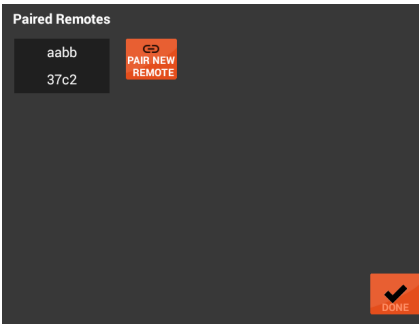 Paired Remotes
aabb
37c2
PAIR NEW
REMOTE
DONE